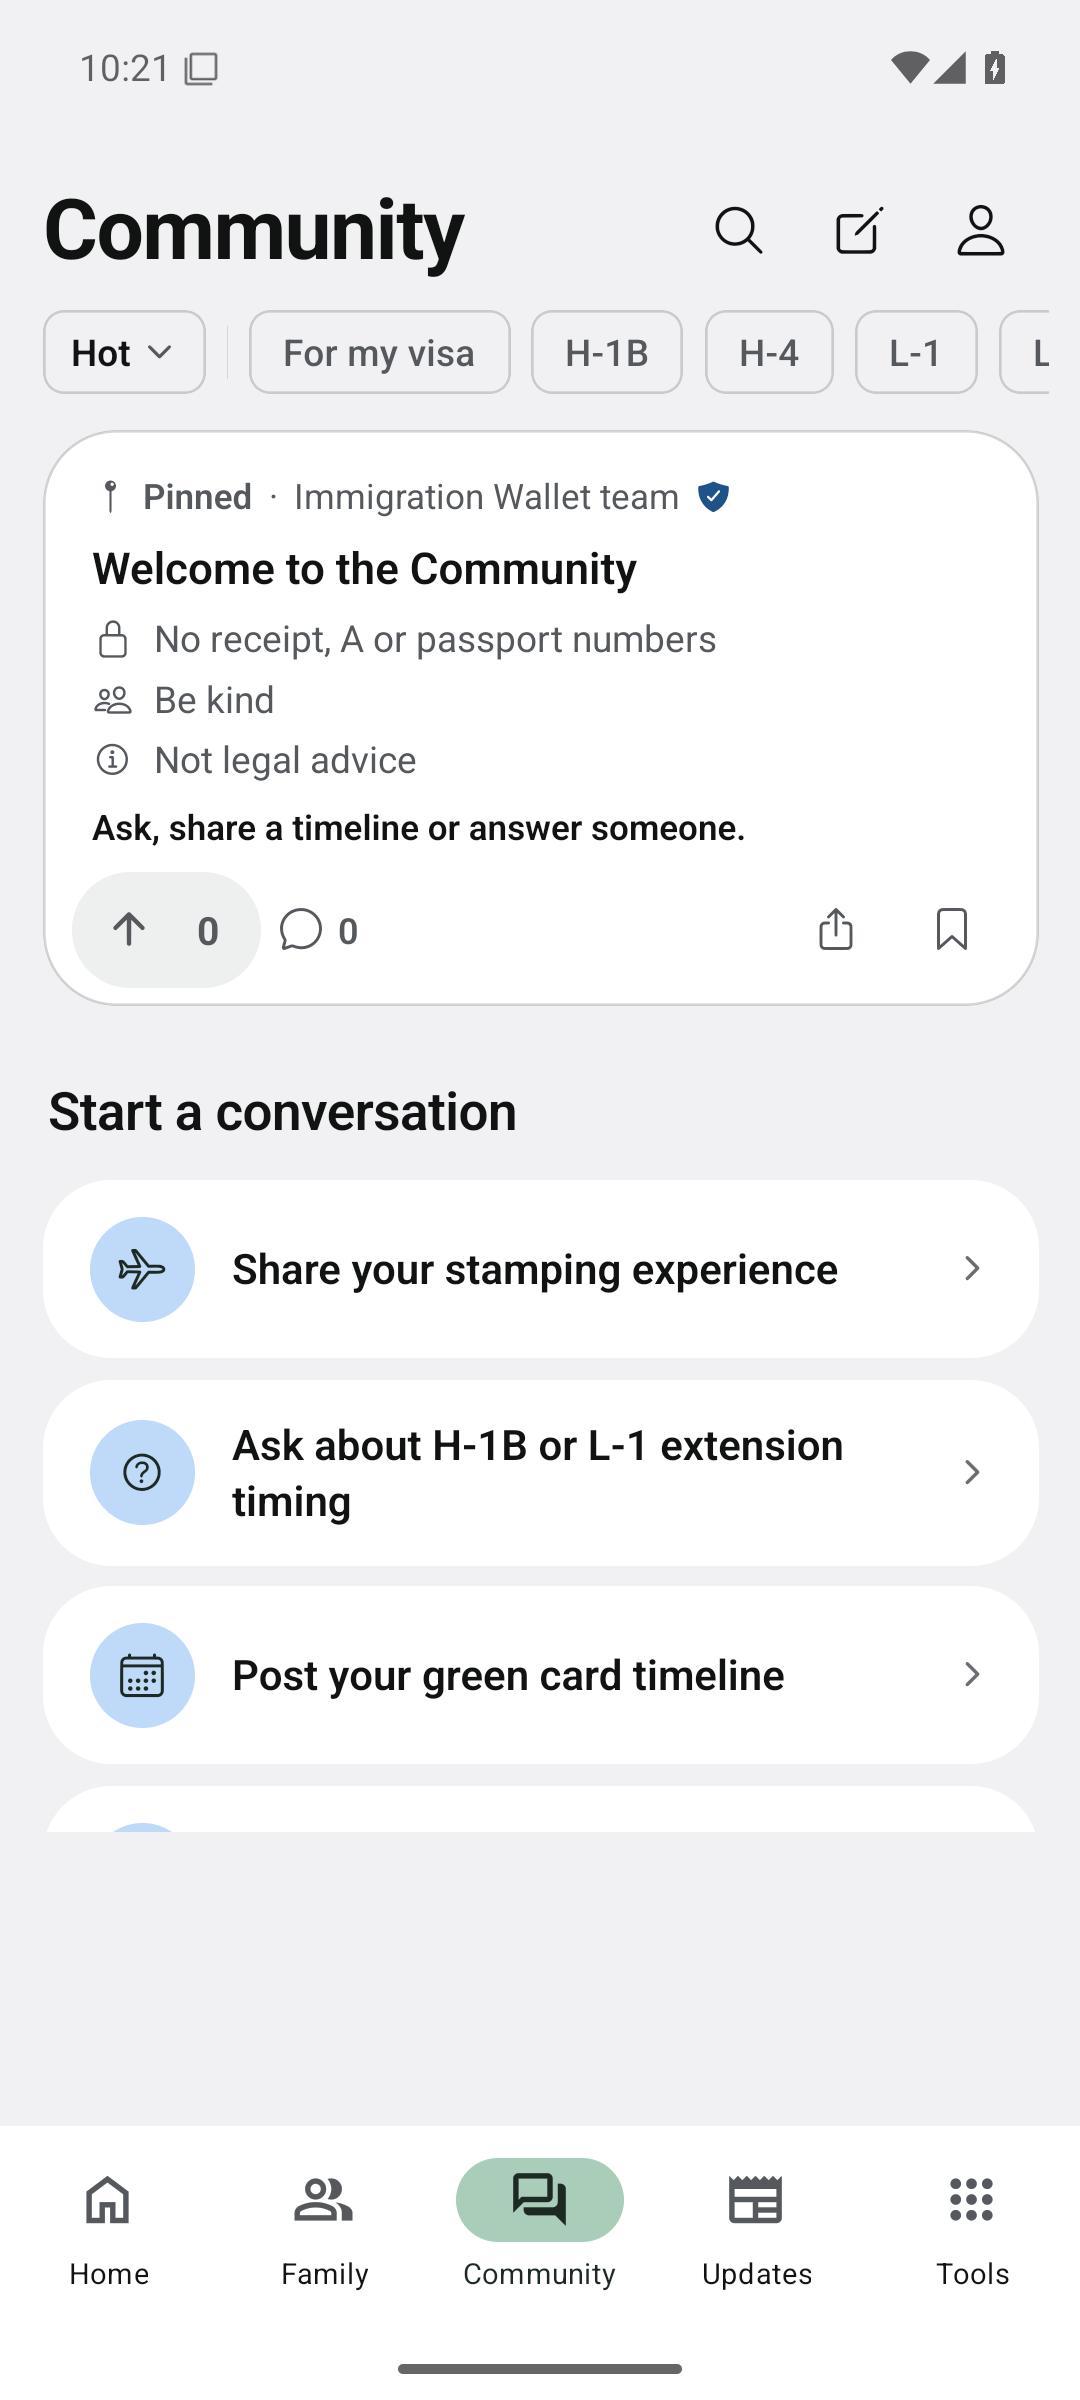 10:21
Community
Hot
For my visa
H-1B
H-4
L-1
Pinned · Immigration Wallet team
Welcome to the Community
No receipt, A or passport numbers
Be kind
Not legal advice
Ask, share a timeline or answer someone.
0
0
Start a conversation
Share your stamping experience
Ask about H-1B or L-1 extension
timing
Post your green card timeline
Home
Family
Community
Updates
Tools